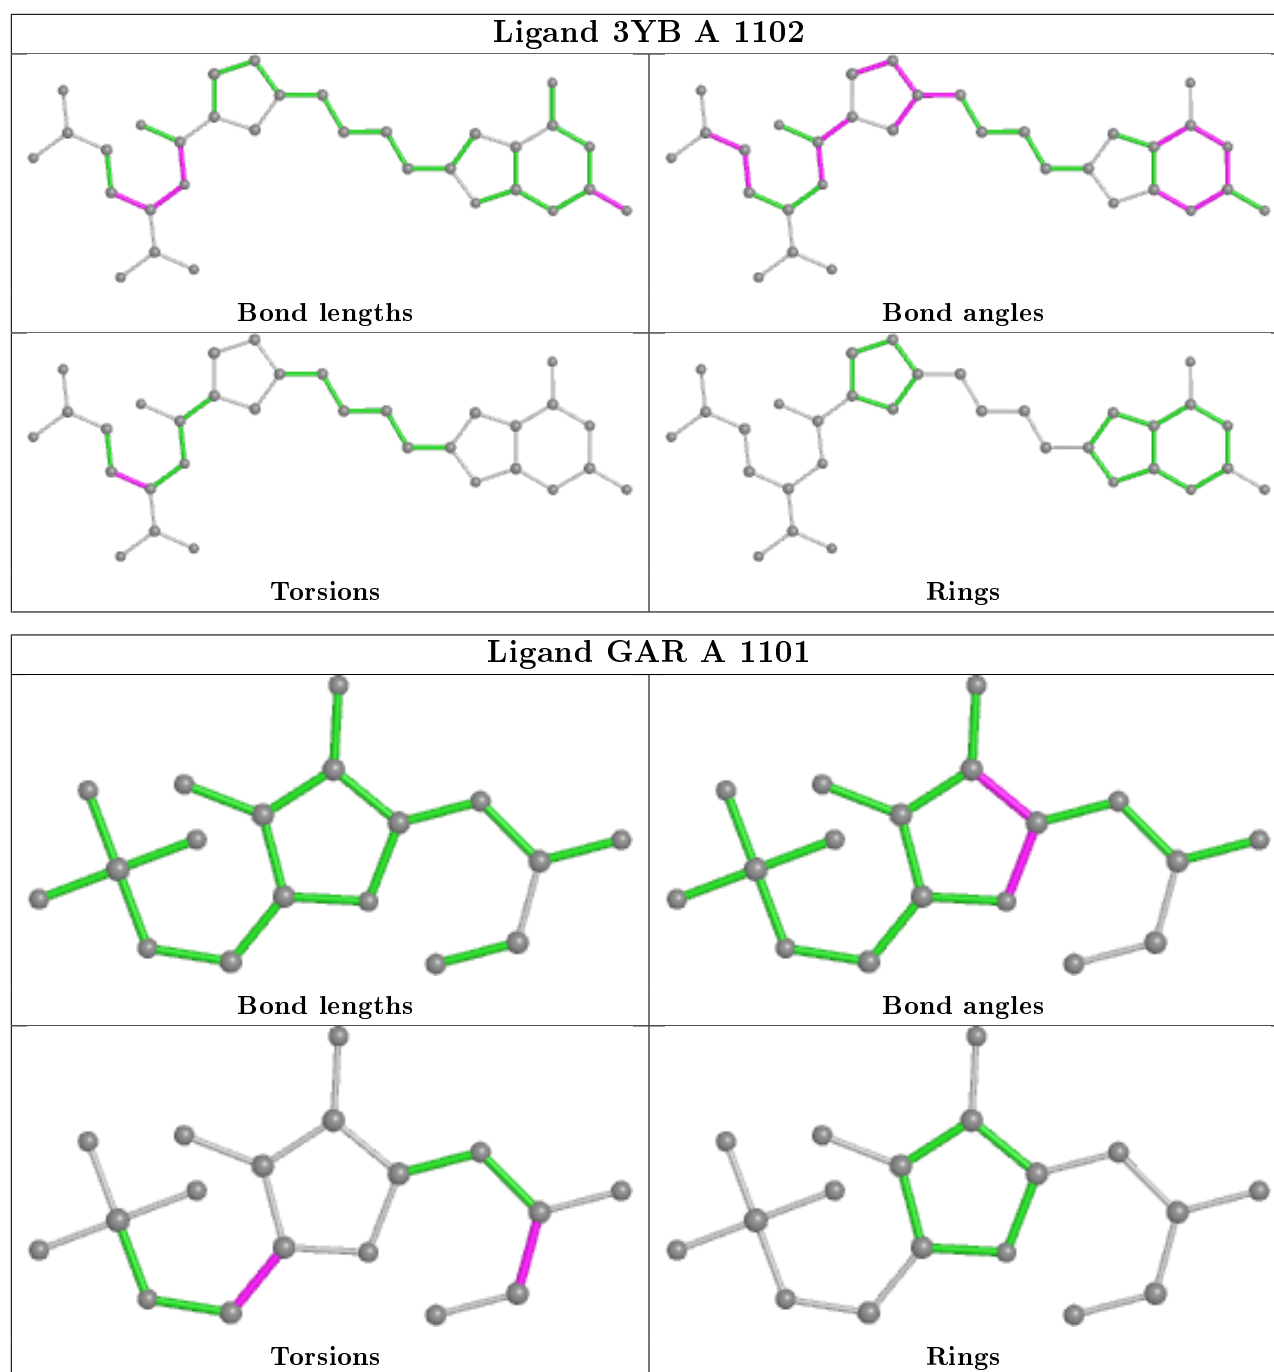 Ligand 3YB A 1102
Bond lengths
Bond angles
Torsions
Rings
Ligand GAR A 1101
Bond lengths
Bond angles
Torsions
Rings